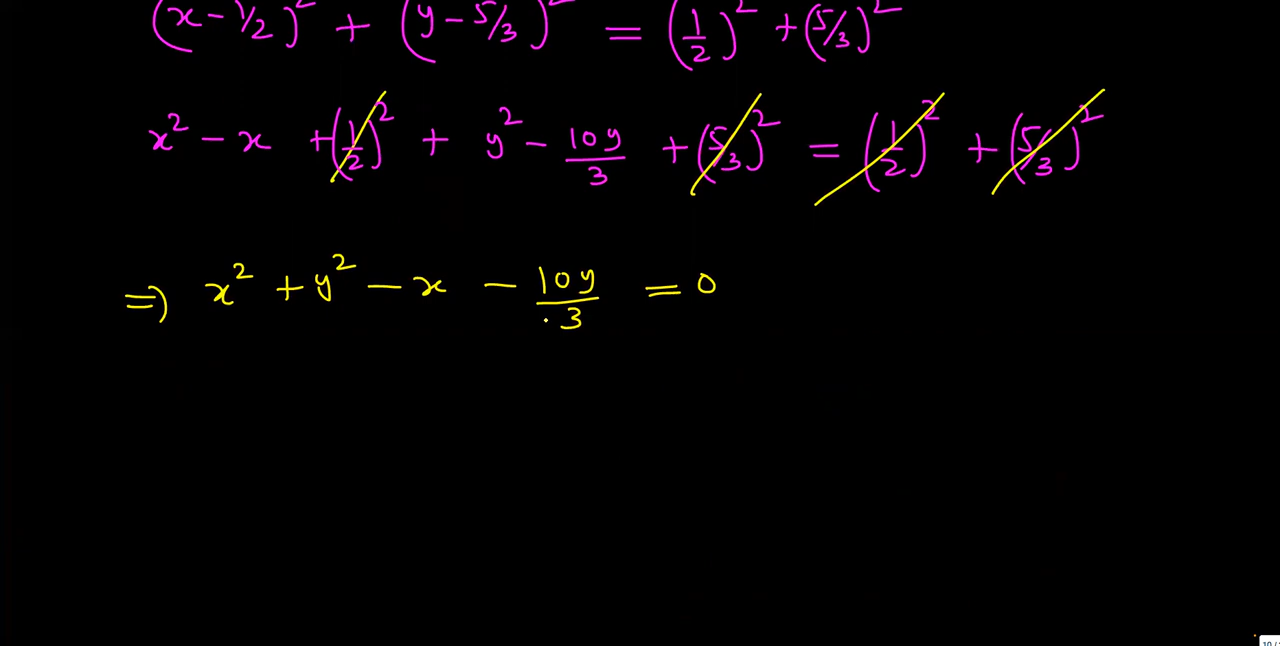 (x - 1/2)² + (y - 5/3)² = (1/2)² + (5/3)²
x² - x + (1/2)² + y² - 10y/3 + (5/3)² = (1/2)² + (5/3)²
⇒ x² + y² - x - 10y/3 = 0